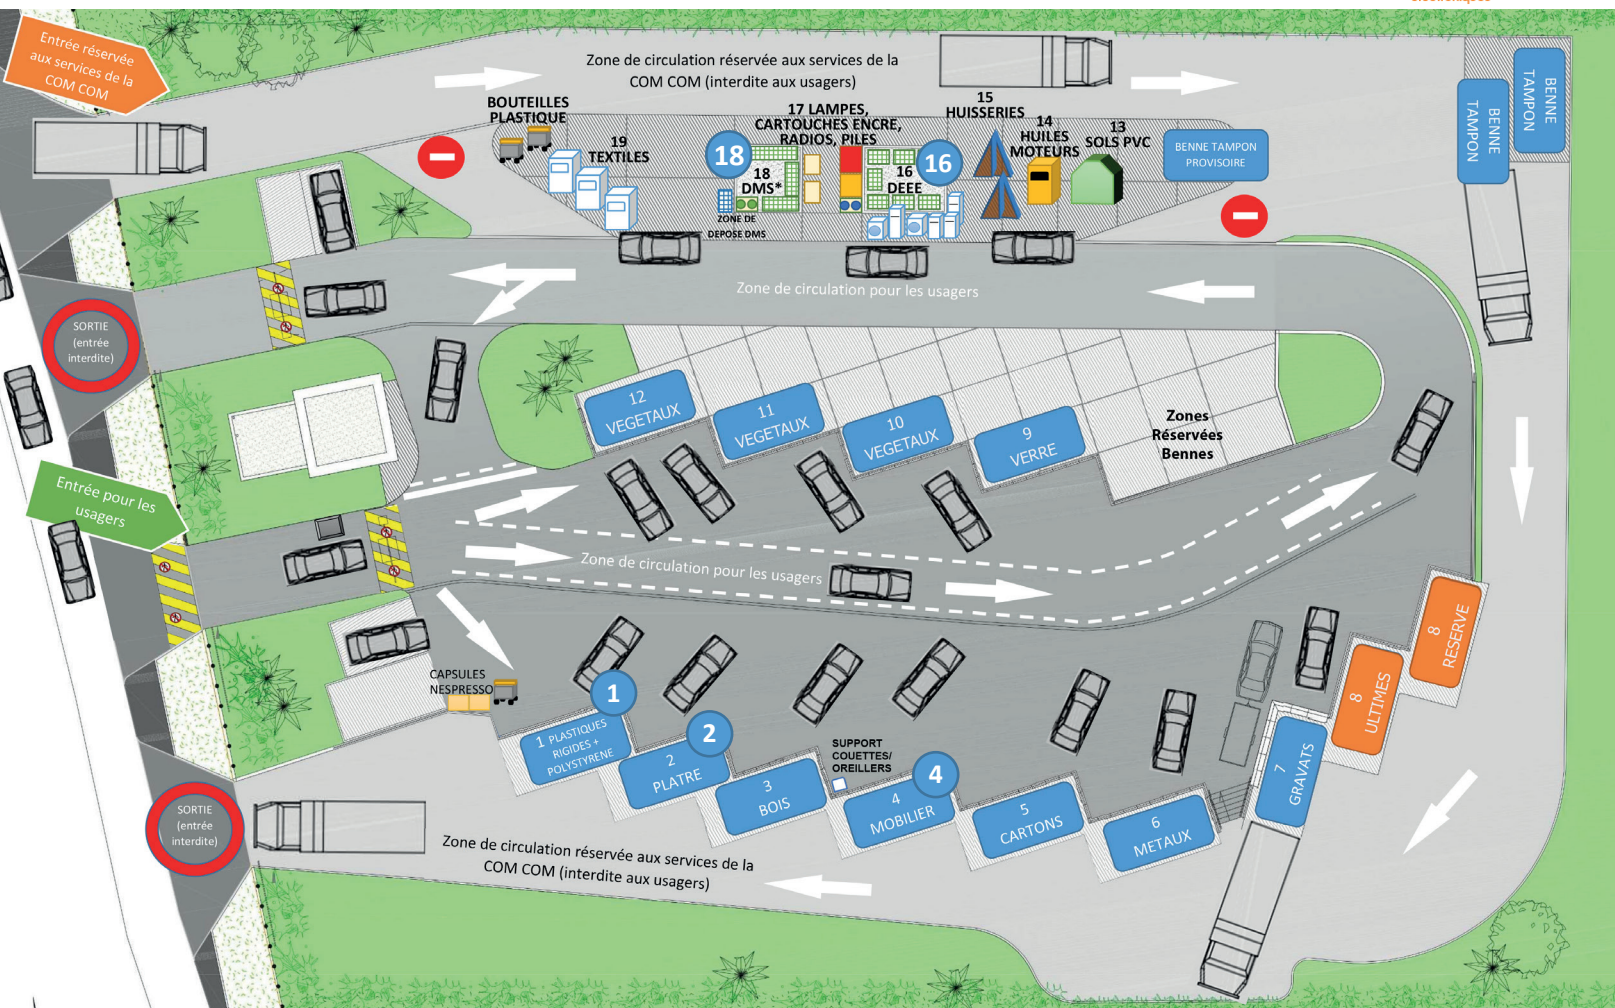 Entrée réservée
aux services de la
COM COM
Zone de circulation réservée aux services de la
COM COM (interdite aux usagers)
BENNE
TAMPON
BENNE
TAMPON
BOUTEILLES
PLASTIQUE
19
TEXTILES
17 LAMPES,
CARTOUCHES ENCRE,
RADIOS, PILES
18
18
DMS*
ZONE DE
DEPOSE DMS
16
16
DEEE
15
HUISSERIES
14
HUILES
MOTEURS
13
SOLS PVC
BENNE TAMPON
PROVISOIRE
Zone de circulation pour les usagers
SORTIE
(entrée
interdite)
12
VEGETAUX
11
VEGETAUX
10
VEGETAUX
9
VERRE
Zones
Réservées
Bennes
Entrée pour les
usagers
Zone de circulation pour les usagers
8
RESERVE
8
ULTIMES
7
GRAVATS
CAPSULES
NESPRESSO
1
1 PLASTIQUES
RIGIDES +
POLYSTYRENE
2
2
PLATRE
3
BOIS
SUPPORT
COUETTES/
OREILLERS
4
4
MOBILIER
5
CARTONS
6
METAUX
SORTIE
(entrée
interdite)
Zone de circulation réservée aux services de la
COM COM (interdite aux usagers)